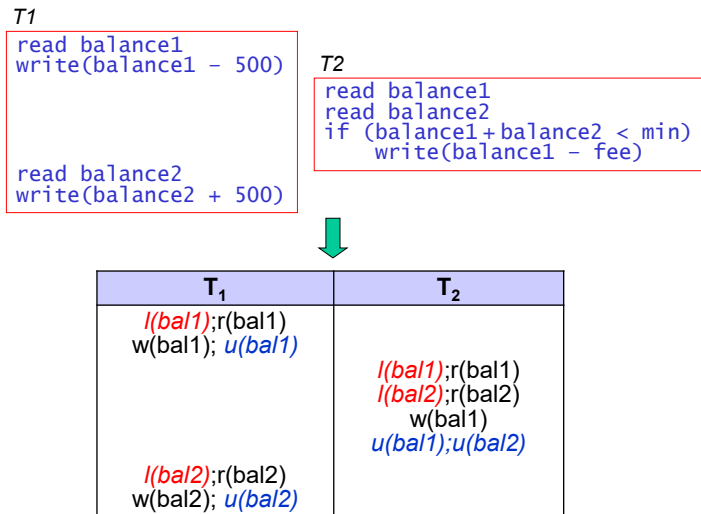 T1
read balance1
write(balance1 – 500)
read balance2
write(balance2 + 500)
T2
read balance1
read balance2
if (balance1+balance2 < min)
write(balance1 – fee)
T1
l(bal1);r(bal1)
w(bal1); u(bal1)
l(bal2);r(bal2)
w(bal2); u(bal2)
T2
l(bal1);r(bal1)
l(bal2);r(bal2)
w(bal1)
u(bal1);u(bal2)